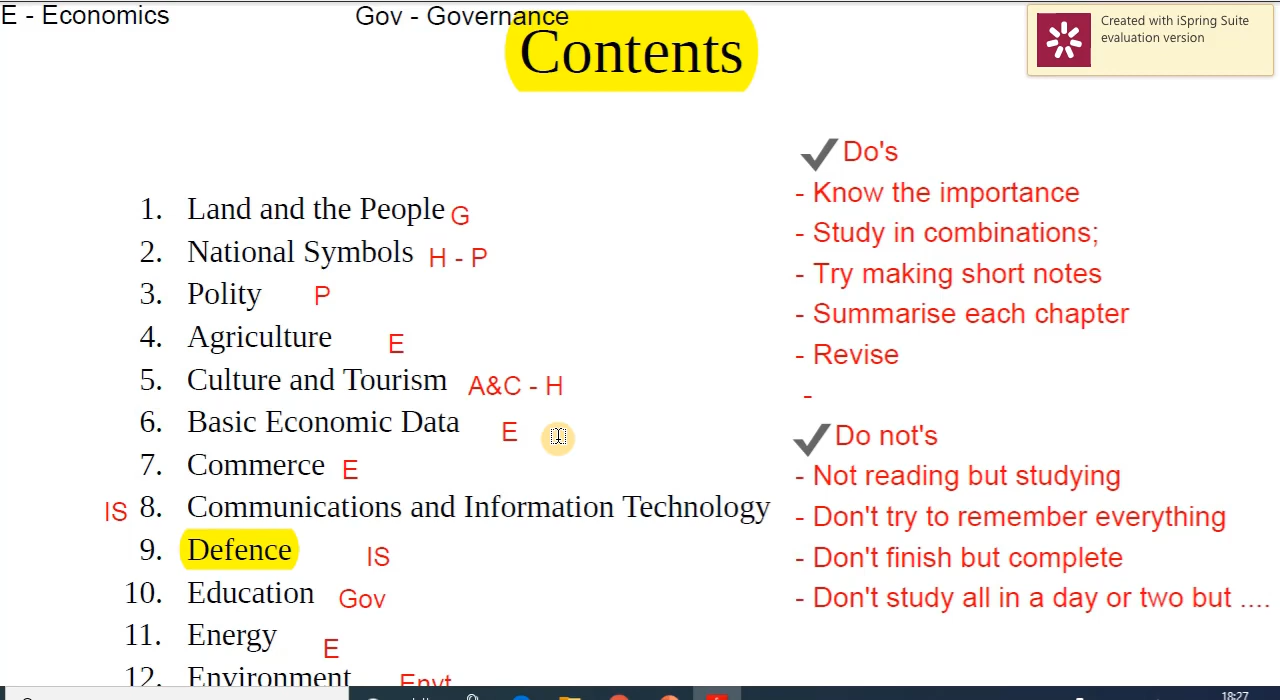 E - Economics
Gov - Governance
Created with iSpring Suite
evaluation version
Contents
1. Land and the People G
2. National Symbols H - P
3. Polity P
4. Agriculture E
5. Culture and Tourism A&C - H
6. Basic Economic Data E
7. Commerce E
IS 8. Communications and Information Technology
9. Defence IS
10. Education Gov
11. Energy E
12. Environment Envt
Do's
- Know the importance
- Study in combinations;
- Try making short notes
- Summarise each chapter
- Revise
-
Do not's
- Not reading but studying
- Don't try to remember everything
- Don't finish but complete
- Don't study all in a day or two but ....
18:27